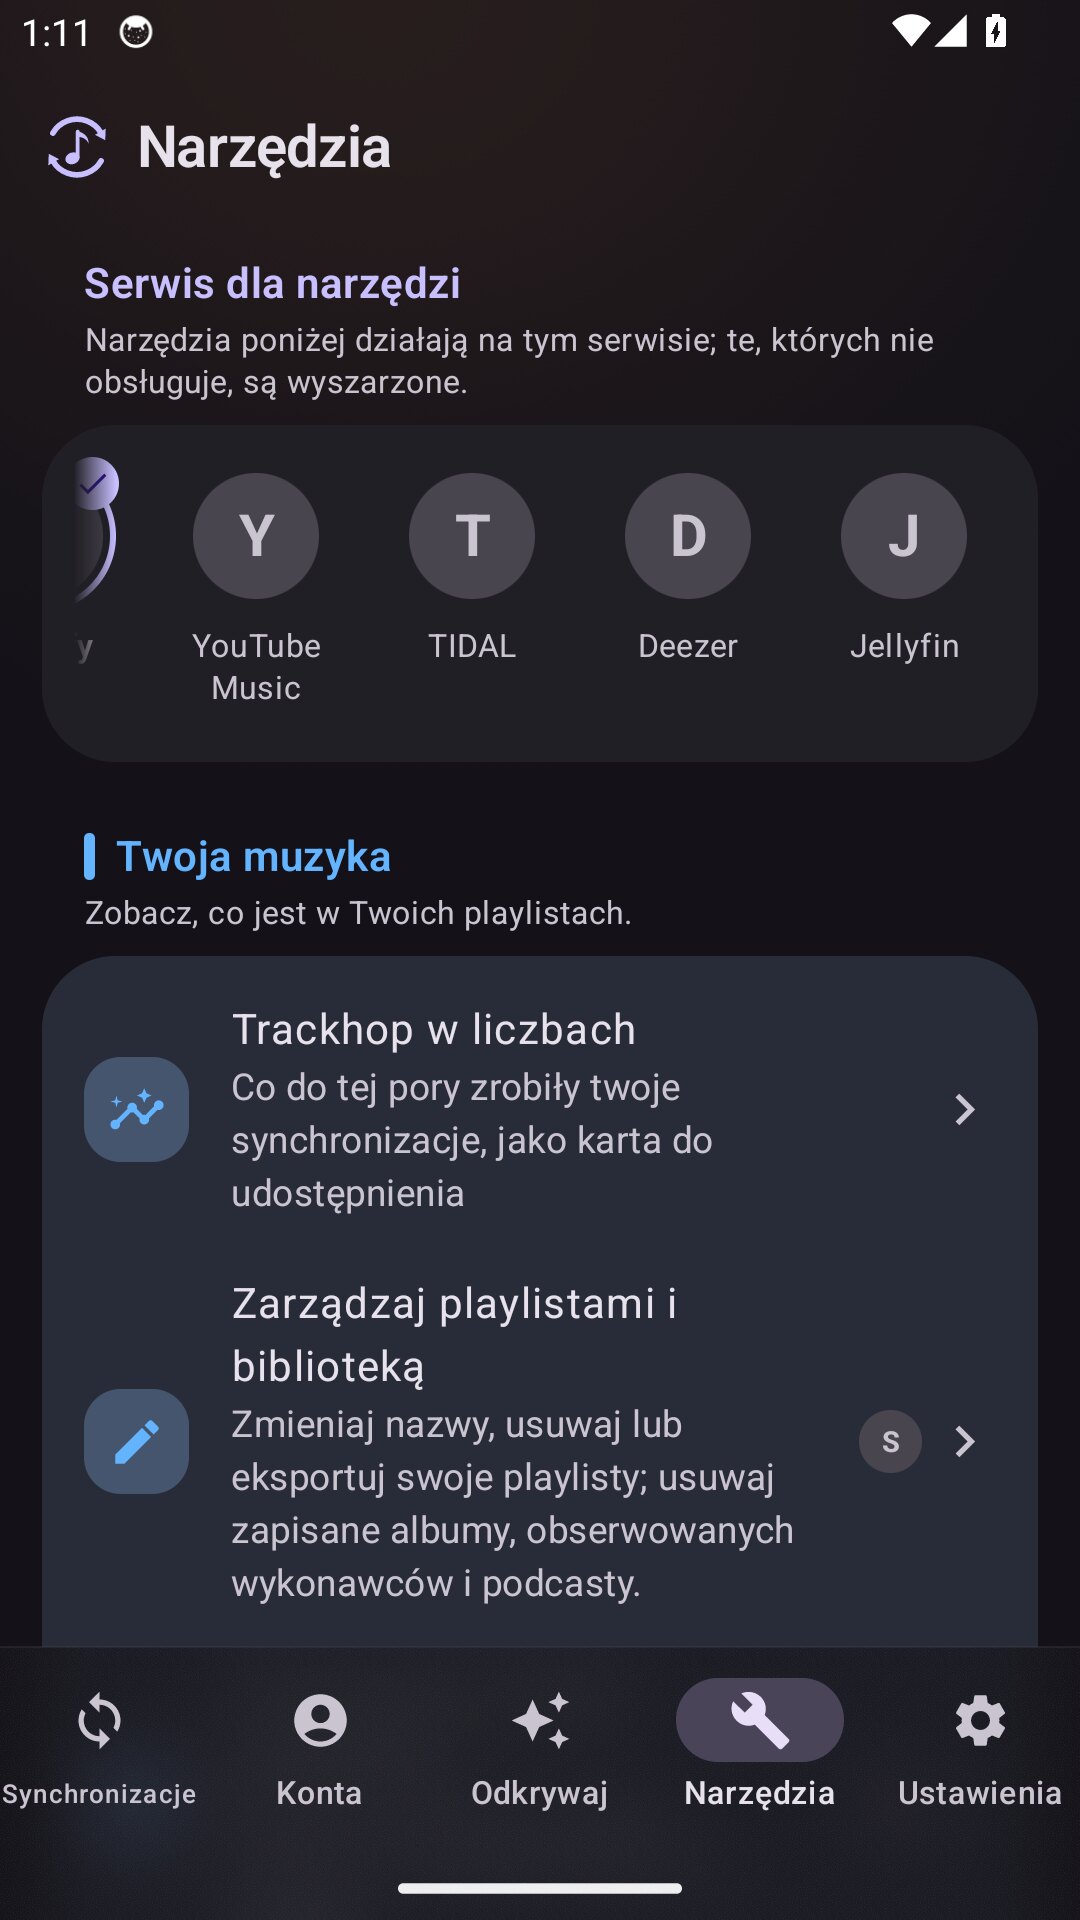 1:11
Narzędzia
Serwis dla narzędzi
Narzędzia poniżej działają na tym serwisie; te, których nie
obsługuje, są wyszarzone.
Y
T
D
J
y
YouTube
Music
TIDAL
Deezer
Jellyfin
Twoja muzyka
Zobacz, co jest w Twoich playlistach.
Trackhop w liczbach
Co do tej pory zrobiły twoje
synchronizacje, jako karta do
udostępnienia
Zarządzaj playlistami i
biblioteką
Zmieniaj nazwy, usuwaj lub
eksportuj swoje playlisty; usuwaj
zapisane albumy, obserwowanych
wykonawców i podcasty.
S
Synchronizacje
Konta
Odkrywaj
Narzędzia
Ustawienia